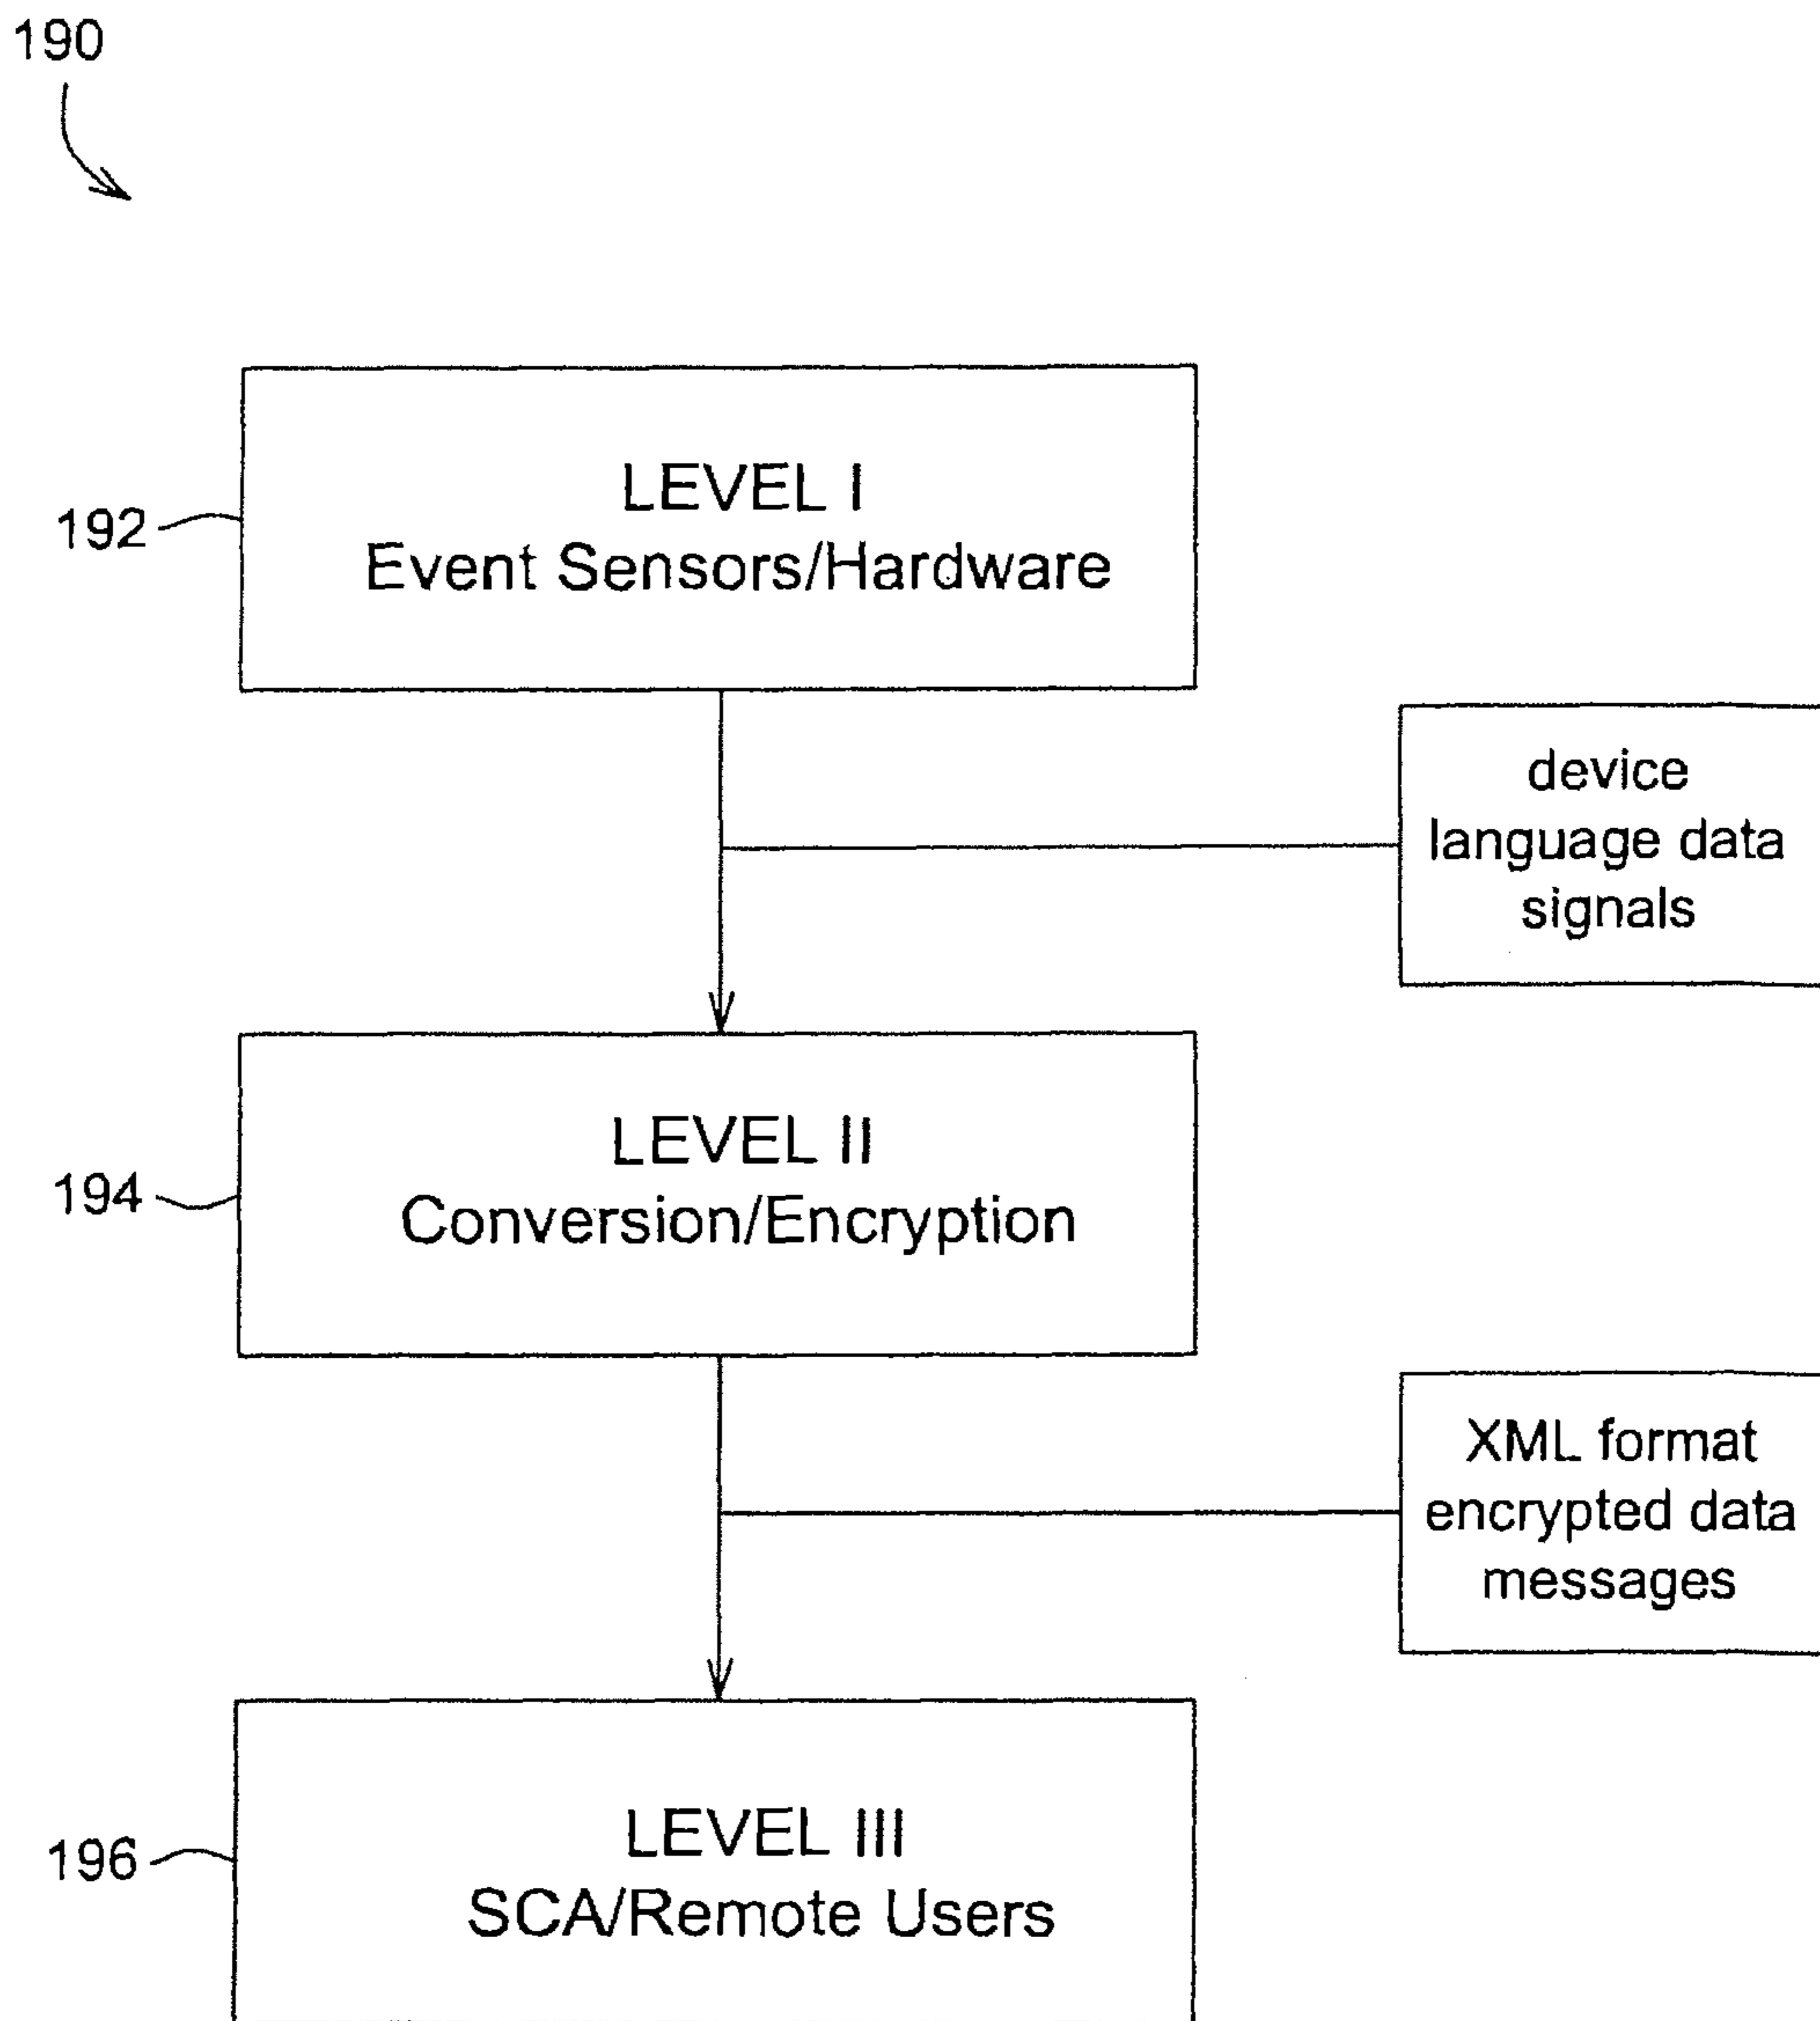 190
192
LEVEL I
Event Sensors/Hardware
device
language data
signals
194
LEVEL II
Conversion/Encryption
XML format
encrypted data
messages
196
LEVEL III
SCA/Remote Users